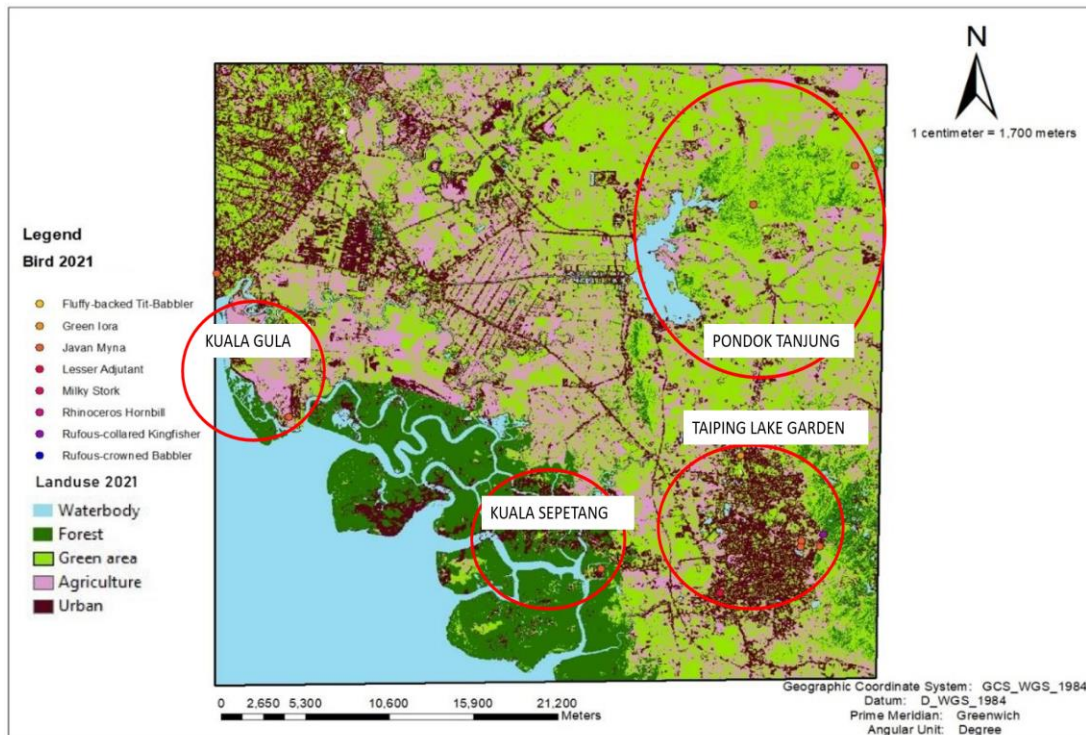 N
1 centimeter = 1,700 meters
Legend
Bird 2021
Fluffy-backed Tit-Babbler
Green Iora
Javan Myna
Lesser Adjutant
Milky Stork
Rhinoceros Hornbill
Rufous-collared Kingfisher
Rufous-crowned Babbler
Landuse 2021
Waterbody
Forest
Green area
Agriculture
Urban
KUALA GULA
PONDOK TANJUNG
TAIPING LAKE GARDEN
KUALA SEPETANG
0 2,650 5,300 10,600 15,900 21,200
Meters
Geographic Coordinate System: GCS_WGS_1984
Datum: D_WGS_1984
Prime Meridian: Greenwich
Angular Unit: Degree